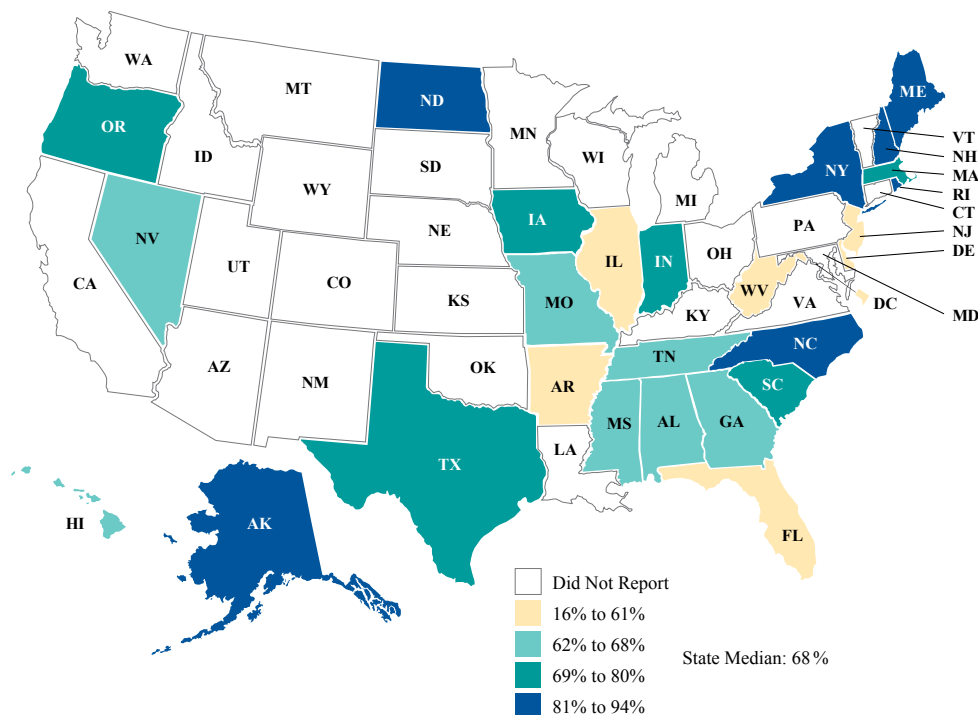 WA
MT
ND
ME
OR
MN
VT
ID
SD
WI
NH
WY
MI
NY
MA
RI
IA
CT
NE
PA
NJ
NV
OH
DE
UT
IL
IN
CA
CO
WV
KS
MO
VA
DC
KY
MD
NC
TN
AZ
OK
NM
AR
SC
MS
AL
GA
LA
TX
HI
AK
FL
Did Not Report
16% to 61%
62% to 68%
State Median: 68%
69% to 80%
81% to 94%